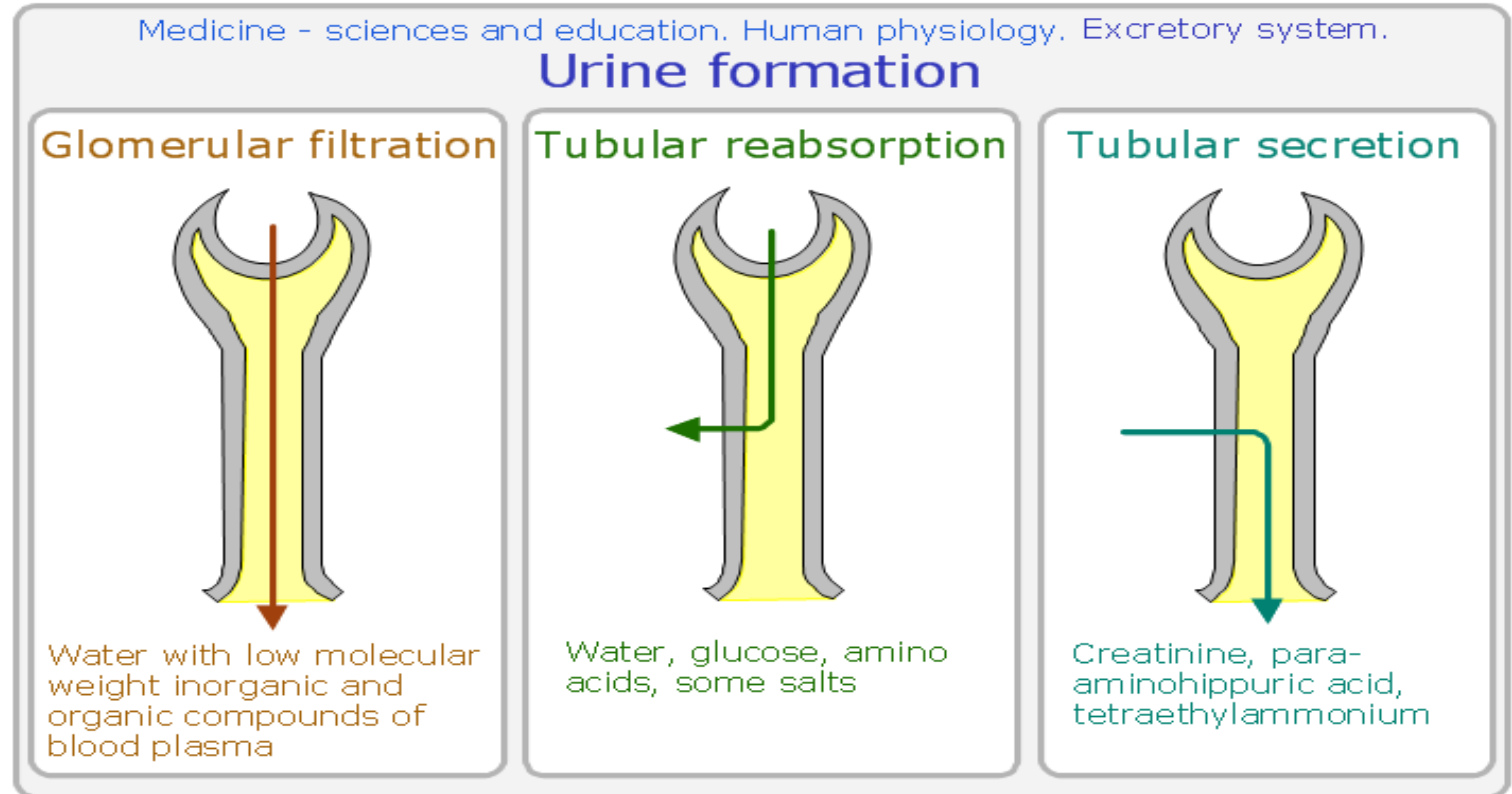 Medicine - sciences and education. Human physiology. Excretory system.
Urine formation
Glomerular filtration
Water with low molecular
weight inorganic and
organic compounds of
blood plasma
Tubular reabsorption
Water, glucose, amino
acids, some salts
Tubular secretion
Creatinine, para-
aminohippuric acid,
tetraethylammonium